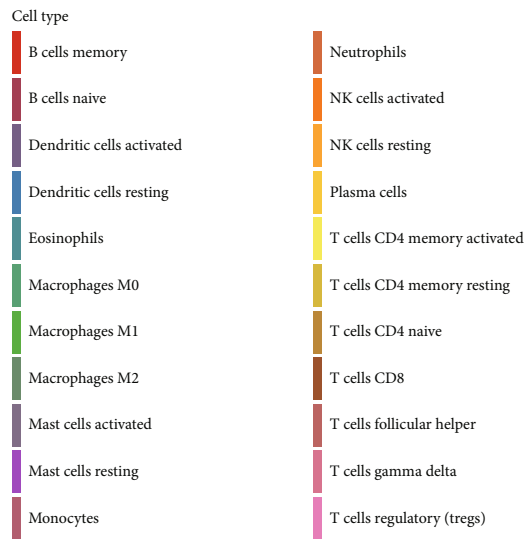 Cell type
B cells memory
B cells naive
Dendritic cells activated
Dendritic cells resting
Eosinophils
Macrophages M0
Macrophages M1
Macrophages M2
Mast cells activated
Mast cells resting
Monocytes
Neutrophils
NK cells activated
NK cells resting
Plasma cells
T cells CD4 memory activated
T cells CD4 memory resting
T cells CD4 naive
T cells CD8
T cells follicular helper
T cells gamma delta
T cells regulatory (tregs)